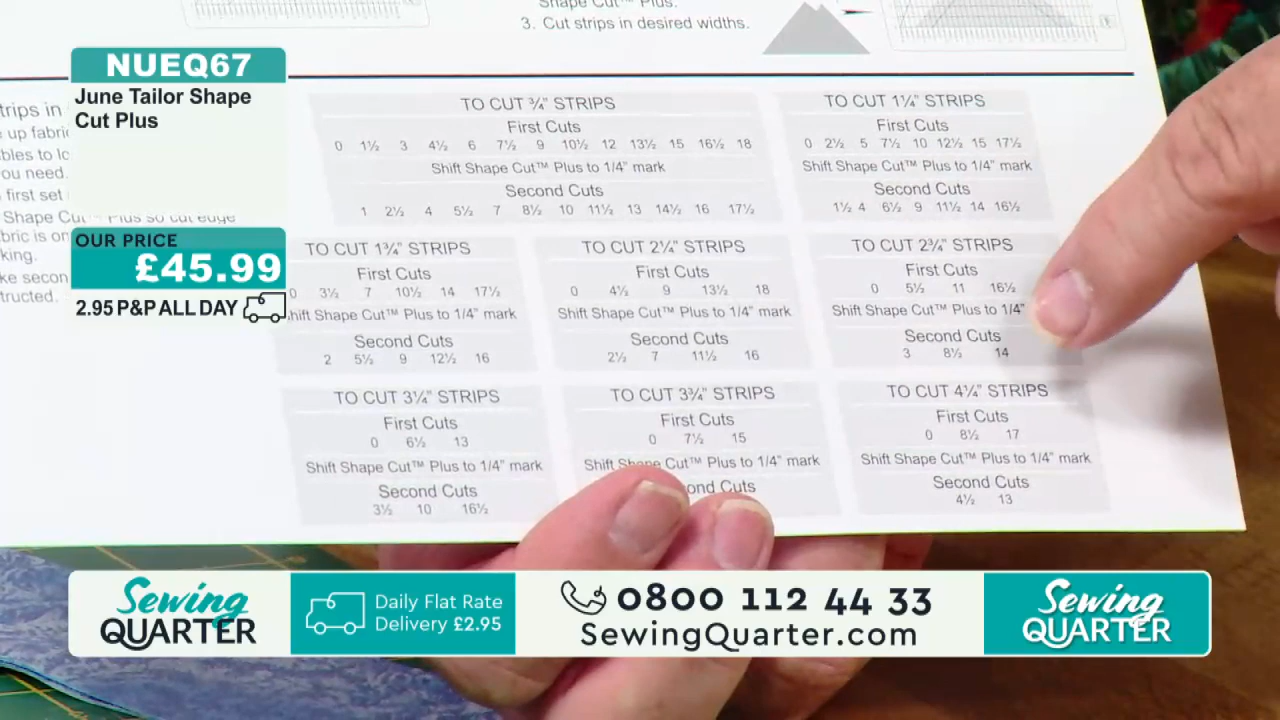 Shape Cut™ Plus.
3. Cut strips in desired widths.
NUEQ67
June Tailor Shape
Cut Plus
OUR PRICE
£45.99
2.95 P&P ALL DAY
strips in
up fabric
you need.
first set
Shape Cut™ Plus so cut edge
TO CUT ¾" STRIPS
First Cuts
0 1½ 3 4½ 6 7½ 9 10½ 12 13½ 15 16½ 18
Shift Shape Cut™ Plus to 1/4" mark
Second Cuts
1 2½ 4 5½ 7 8½ 10 11½ 13 14½ 16 17½
TO CUT 1¼" STRIPS
First Cuts
0 2½ 5 7½ 10 12½ 15 17½
Shift Shape Cut™ Plus to 1/4" mark
Second Cuts
1½ 4 6½ 9 11½ 14 16½
TO CUT 1¾" STRIPS
First Cuts
0 3½ 7 10½ 14 17½
Shift Shape Cut™ Plus to 1/4" mark
Second Cuts
2 5½ 9 12½ 16
TO CUT 2¼" STRIPS
First Cuts
0 4½ 9 13½ 18
Shift Shape Cut™ Plus to 1/4" mark
Second Cuts
2½ 7 11½ 16
TO CUT 2¾" STRIPS
First Cuts
0 5½ 11 16½
Shift Shape Cut™ Plus to 1/4"
Second Cuts
3 8½ 14
TO CUT 3¼" STRIPS
First Cuts
0 6½ 13
Shift Shape Cut™ Plus to 1/4" mark
Second Cuts
3½ 10 16½
TO CUT 3¾" STRIPS
First Cuts
0 7½ 15
Shift Shape Cut™ Plus to 1/4" mark
Cuts
TO CUT 4¼" STRIPS
First Cuts
0 8½ 17
Shift Shape Cut™ Plus to 1/4" mark
Second Cuts
4½ 13
Sewing
QUARTER
Daily Flat Rate
Delivery £2.95
0800 112 44 33
SewingQuarter.com
Sewing
QUARTER